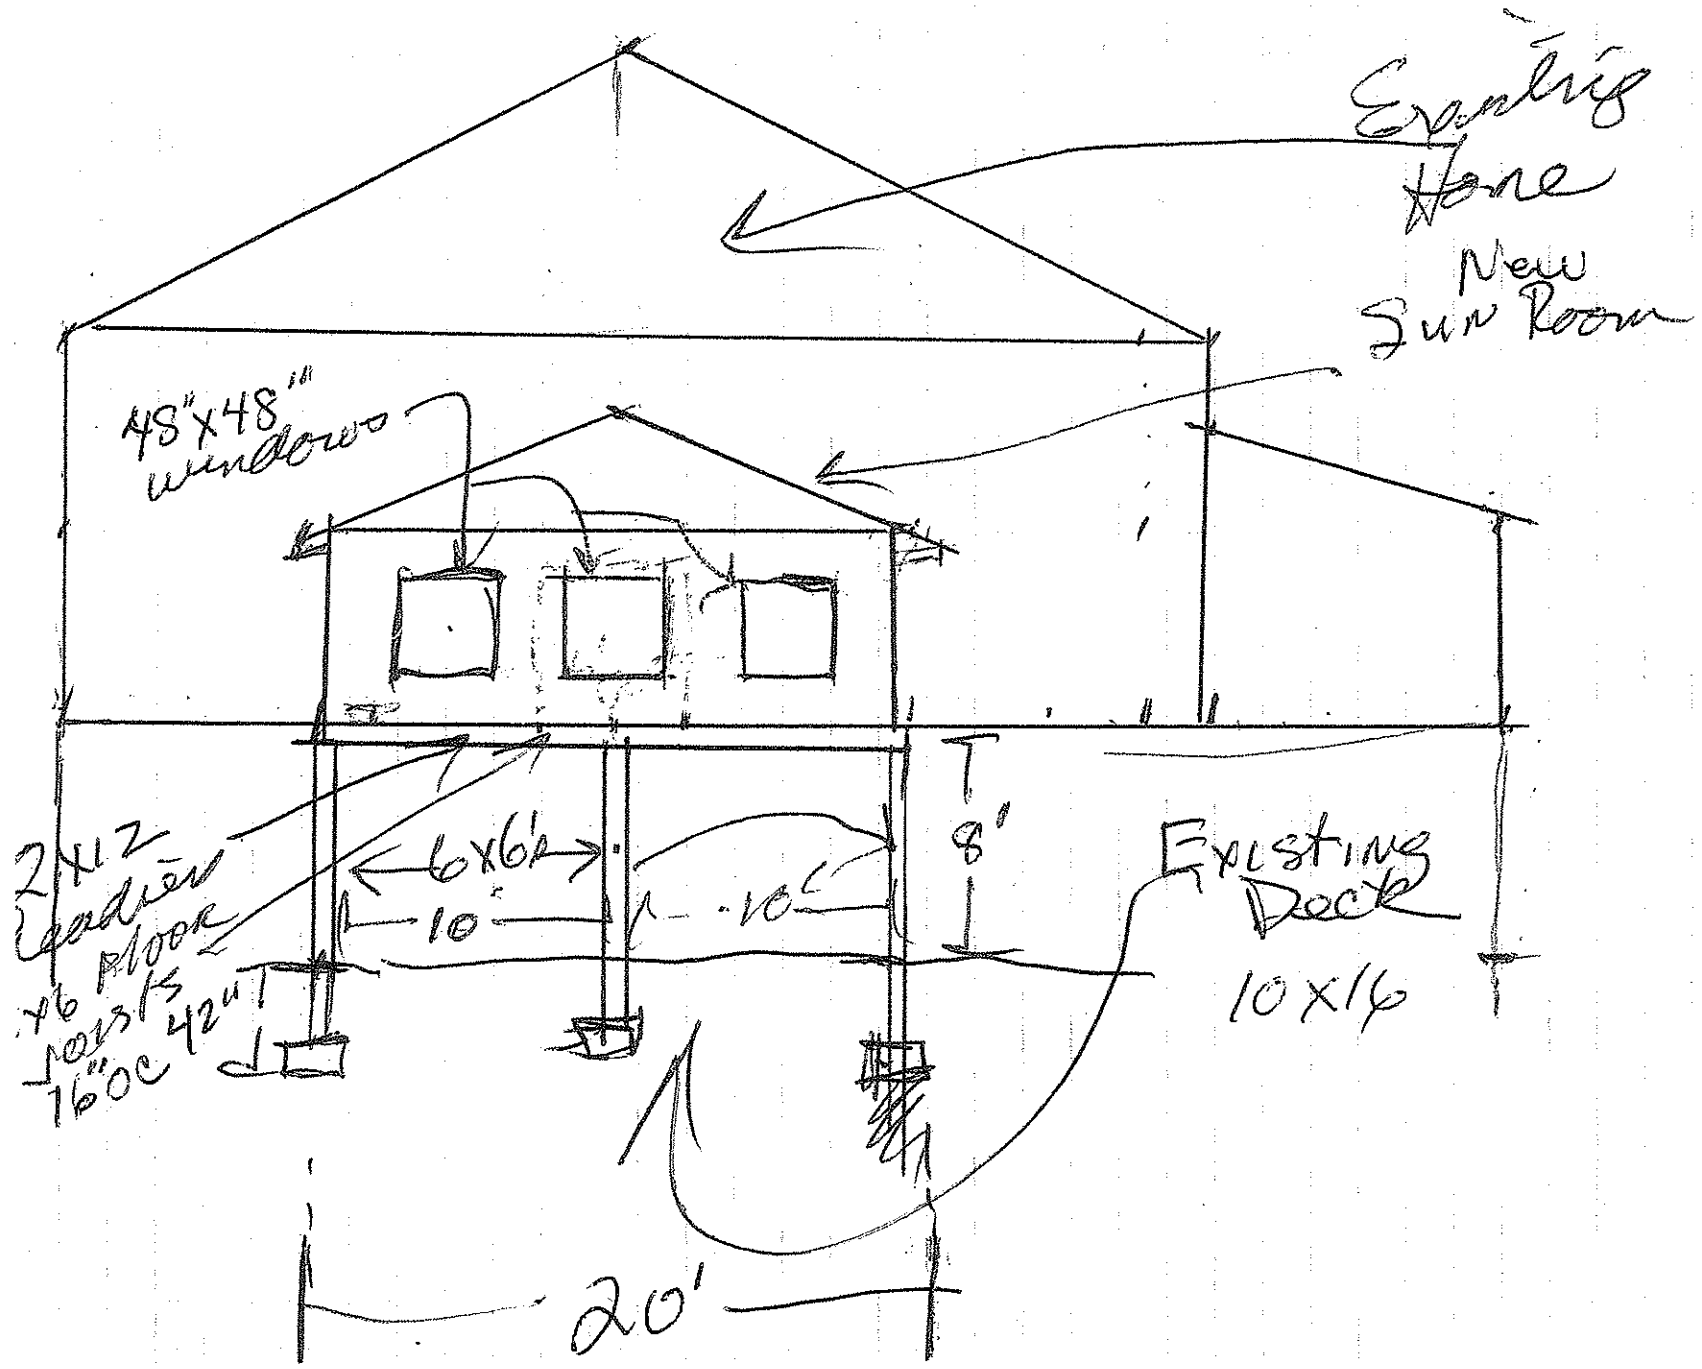 Existing
Home
New
Sun Room
48"x48"
windows
2x12
Leadier
x6 floor
Joists
16"OC
42"
6x6's
10'
10'
8'
Existing
Deck
10x16
20'